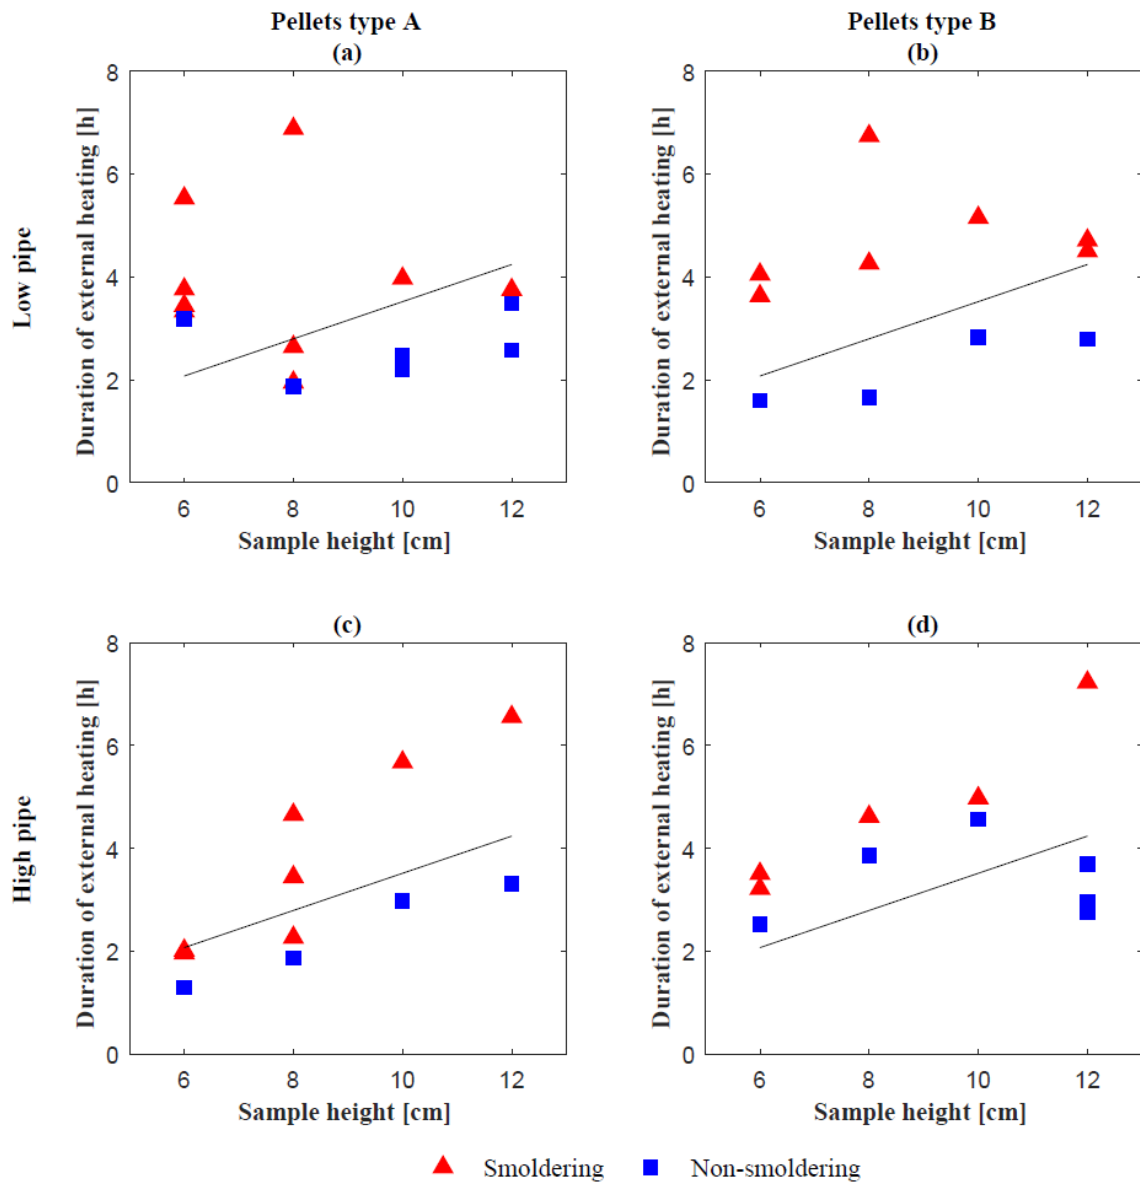 Pellets type A
Pellets type B
(a)
(b)
Low pipe
Duration of external heating [h]
8
6
4
2
0
6 8 10 12
Sample height [cm]
Duration of external heating [h]
8
6
4
2
0
6 8 10 12
Sample height [cm]
(c)
(d)
High pipe
Duration of external heating [h]
8
6
4
2
0
6 8 10 12
Sample height [cm]
Duration of external heating [h]
8
6
4
2
0
6 8 10 12
Sample height [cm]
Smoldering Non-smoldering